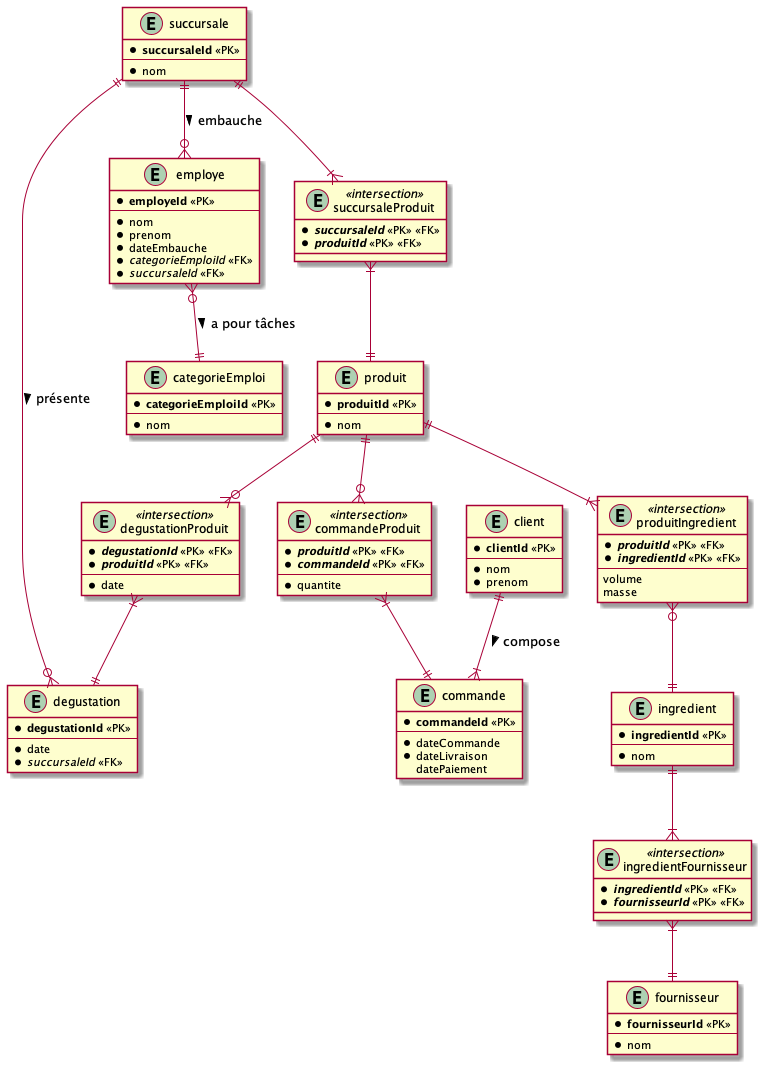 E succursale
succursaleId «PK»
nom
embauche
E employe
employeId «PK»
nom
prenom
dateEmbauche
categorieEmploiId «FK»
succursaleId «FK»
«intersection»
E succursaleProduit
succursaleId «PK» «FK»
produitId «PK» «FK»
a pour tâches
présente
E categorieEmploi
categorieEmploiId «PK»
nom
E produit
produitId «PK»
nom
«intersection»
E degustationProduit
degustationId «PK» «FK»
produitId «PK» «FK»
date
«intersection»
E commandeProduit
produitId «PK» «FK»
commandeId «PK» «FK»
quantite
E client
clientId «PK»
nom
prenom
«intersection»
E produitIngredient
produitId «PK» «FK»
ingredientId «PK» «FK»
volume
masse
compose
E degustation
degustationId «PK»
date
succursaleId «FK»
E commande
commandeId «PK»
dateCommande
dateLivraison
datePaiement
E ingredient
ingredientId «PK»
nom
«intersection»
E ingredientFournisseur
ingredientId «PK» «FK»
fournisseurId «PK» «FK»
E fournisseur
fournisseurId «PK»
nom